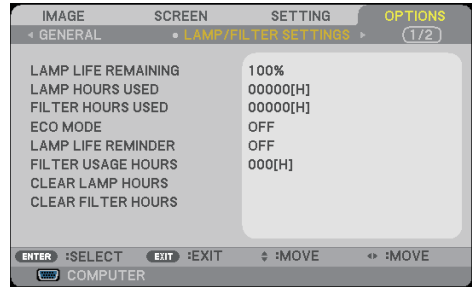 IMAGE SCREEN SETTING OPTIONS
◂ GENERAL • LAMP/FILTER SETTINGS ▸ (1/2)
LAMP LIFE REMAINING 100%
LAMP HOURS USED 00000[H]
FILTER HOURS USED 00000[H]
ECO MODE OFF
LAMP LIFE REMINDER OFF
FILTER USAGE HOURS 000[H]
CLEAR LAMP HOURS
CLEAR FILTER HOURS
ENTER :SELECT EXIT :EXIT :MOVE :MOVE
COMPUTER